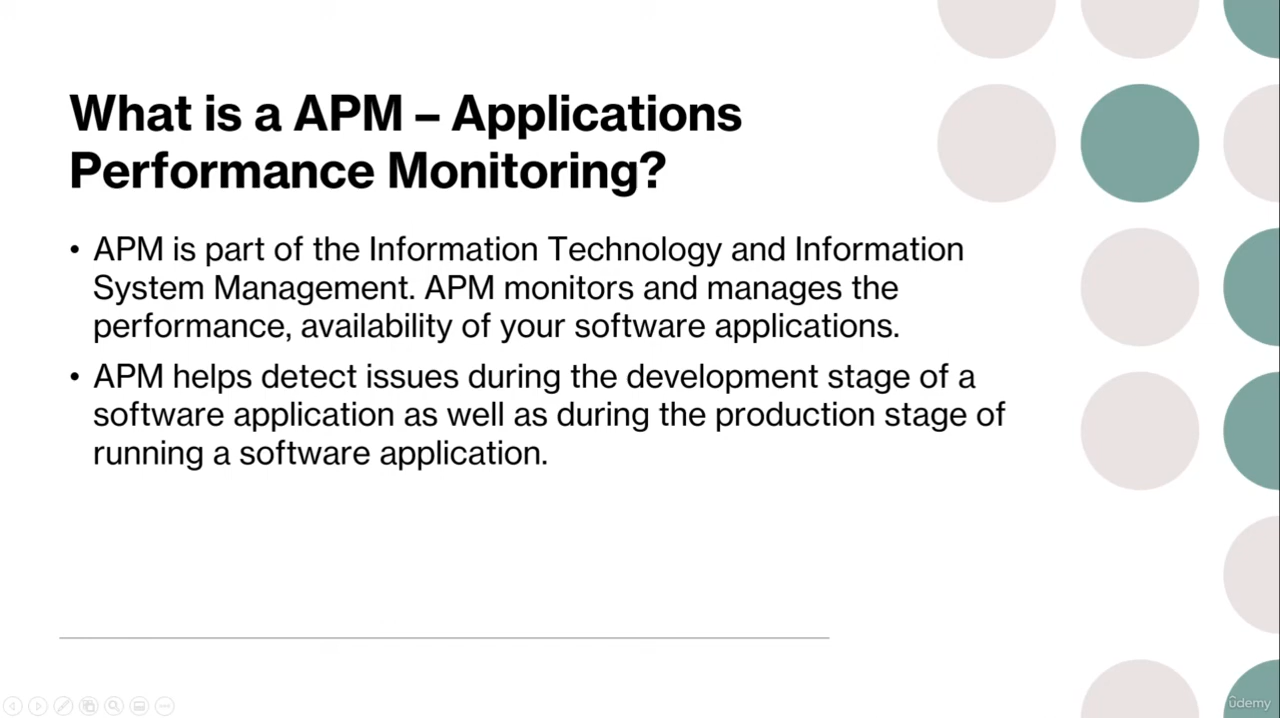 What is a APM – Applications
Performance Monitoring?
• APM is part of the Information Technology and Information
System Management. APM monitors and manages the
performance, availability of your software applications.
• APM helps detect issues during the development stage of a
software application as well as during the production stage of
running a software application.
ûdemy